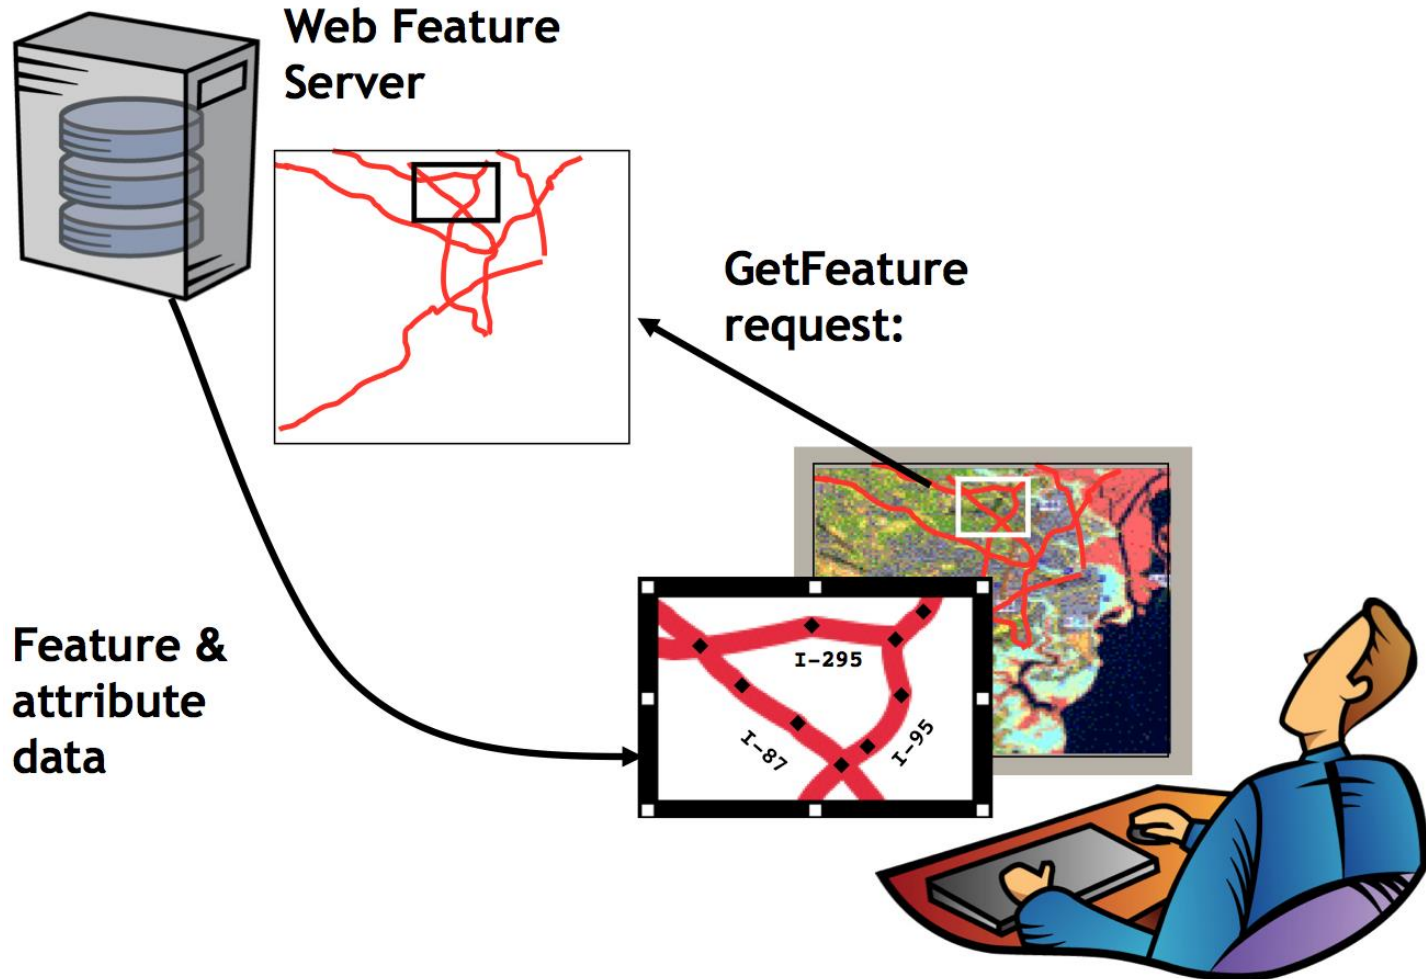 Web Feature
Server
GetFeature
request:
Feature &
attribute
data
I-295
I-87
I-95